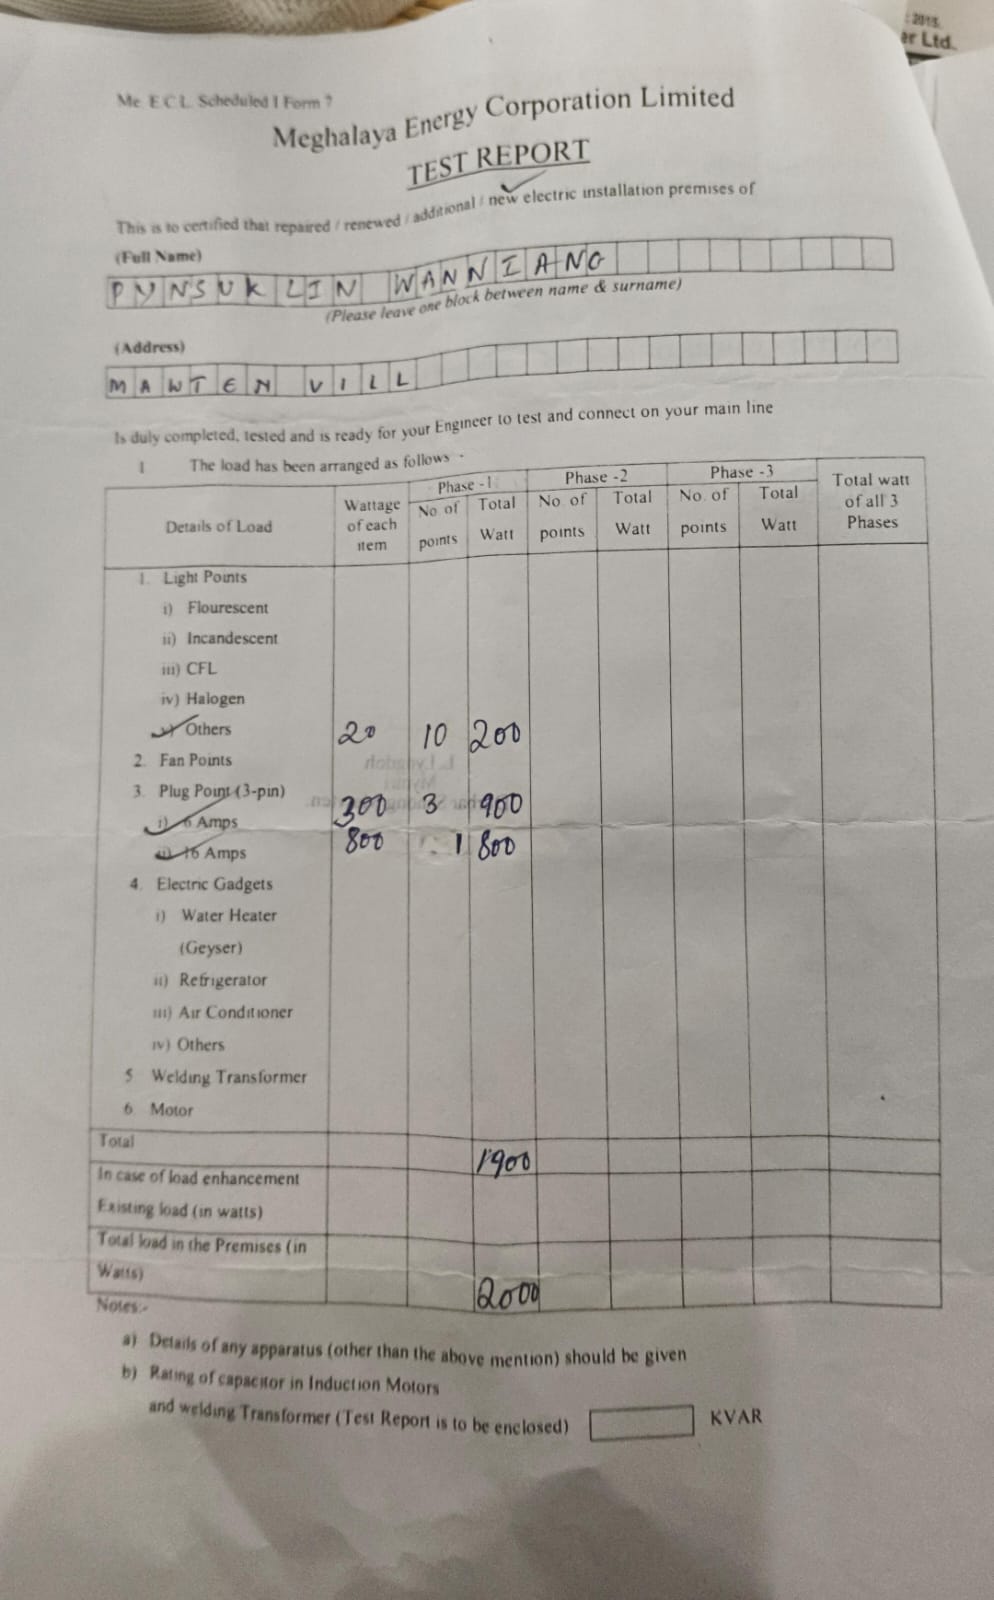 : 2018.
er Ltd.
Me. E C L. Scheduled 1 Form 7
Meghalaya Energy Corporation Limited
TEST REPORT
This is to certified that repaired / renewed / additional / new electric installation premises of
(Full Name)
PYNSUKLIN WANNIANG
(Please leave one block between name & surname)
(Address)
MAWTEN VILL
Is duly completed, tested and is ready for your Engineer to test and connect on your main line
1 The load has been arranged as follows -
Details of Load Wattage of each item Phase -1 No. of points Total Watt Phase -2 No. of points Total Watt Phase -3 No. of points Total Watt Total watt of all 3 Phases
1. Light Points
i) Flourescent
ii) Incandescent
iii) CFL
iv) Halogen
v) Others 20 10 200
2. Fan Points
3. Plug Point (3-pin)
i) 6 Amps 300 3 900
ii) 16 Amps 800 1 800
4. Electric Gadgets
i) Water Heater
(Geyser)
ii) Refrigerator
iii) Air Conditioner
iv) Others
5 Welding Transformer
6 Motor
Total 1900
In case of load enhancement
Existing load (in watts)
Total load in the Premises (in
Watts) 2000
Notes:-
a) Details of any apparatus (other than the above mention) should be given
b) Rating of capacitor in Induction Motors
and welding Transformer (Test Report is to be enclosed) KVAR